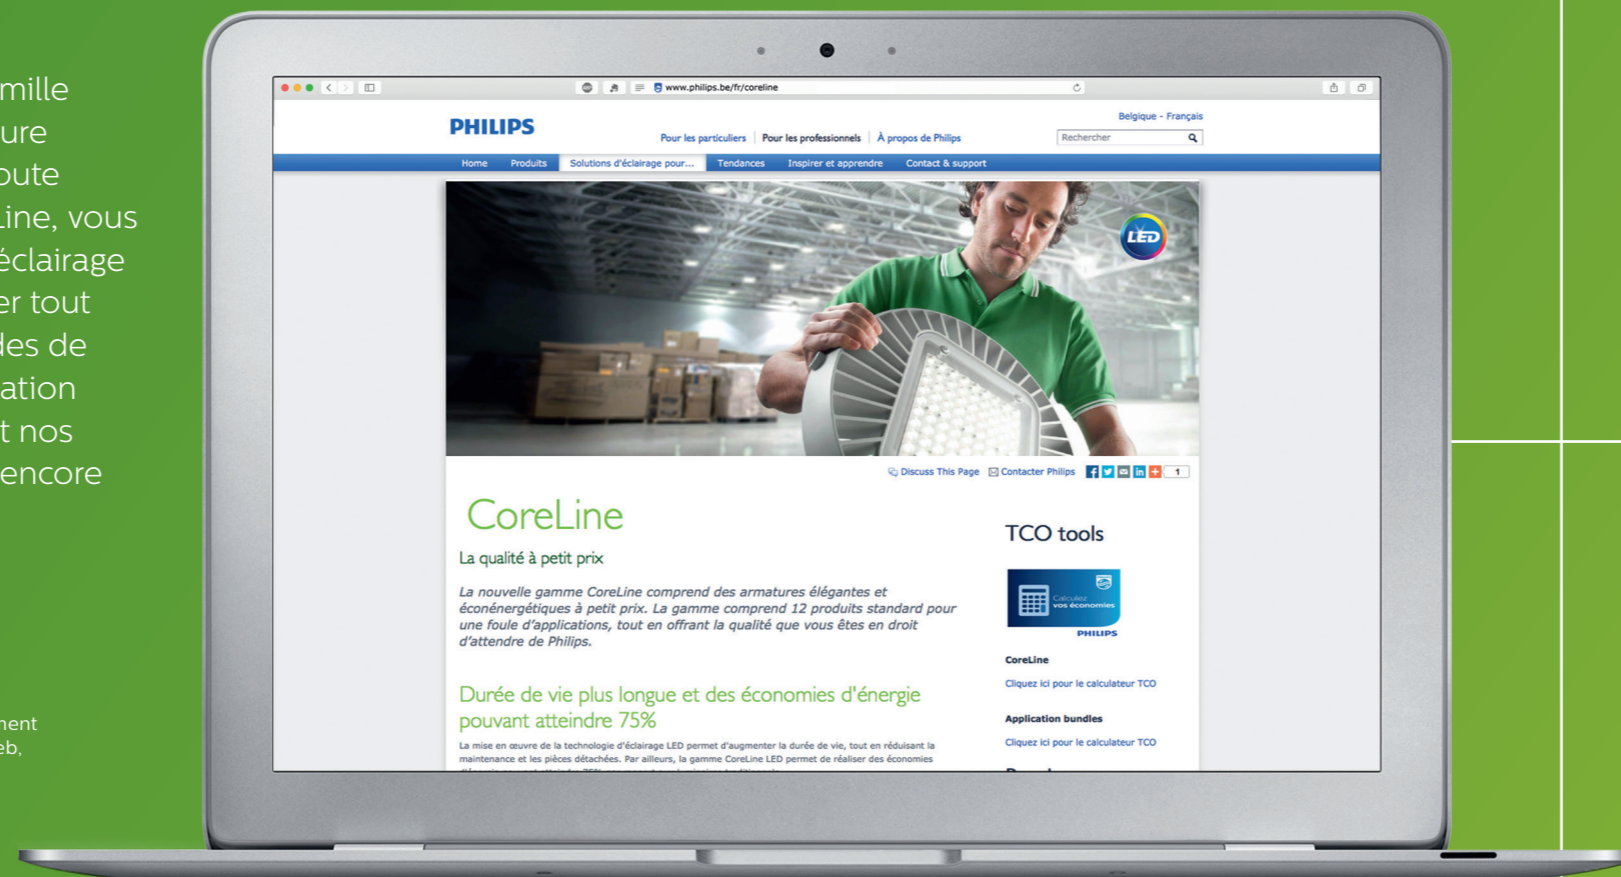 mille
ure
oute
Line, vous
éclairage
er tout
des de
ation
t nos
encore
ment
eb,
www.philips.be/fr/coreline
Belgique - Français
PHILIPS
Pour les particuliers Pour les professionnels À propos de Philips
Rechercher
Home Produits Solutions d'éclairage pour... Tendances Inspirer et apprendre Contact & support
LED
Discuss This Page Contacter Philips 1
CoreLine
La qualité à petit prix
La nouvelle gamme CoreLine comprend des armatures élégantes et
éconénergétiques à petit prix. La gamme comprend 12 produits standard pour
une foule d'applications, tout en offrant la qualité que vous êtes en droit
d'attendre de Philips.
Durée de vie plus longue et des économies d'énergie
pouvant atteindre 75%
La mise en œuvre de la technologie d'éclairage LED permet d'augmenter la durée de vie, tout en réduisant la
maintenance et les pièces détachées. Par ailleurs, la gamme CoreLine LED permet de réaliser des économies
TCO tools
Calculez
vos économies
PHILIPS
CoreLine
Cliquez ici pour le calculateur TCO
Application bundles
Cliquez ici pour le calculateur TCO